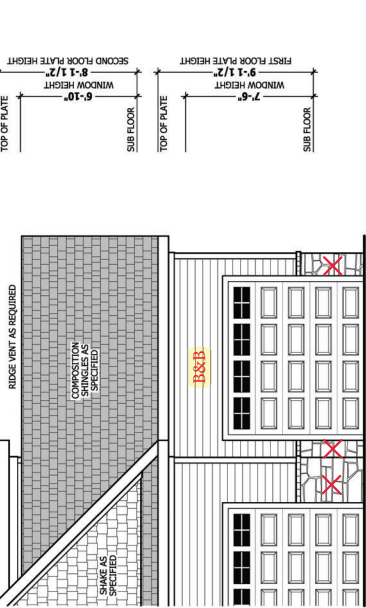 SECOND FLOOR PLATE HEIGHT
8'-1 1/2"
WINDOW HEIGHT
6'-10"
TOP OF PLATE
SUB FLOOR
FIRST FLOOR PLATE HEIGHT
9'-1 1/2"
WINDOW HEIGHT
7'-6"
TOP OF PLATE
SUB FLOOR
RIDGE VENT AS REQUIRED
COMPOSITION
SHINGLES AS
SPECIFIED
B&B
SHAKE AS
SPECIFIED